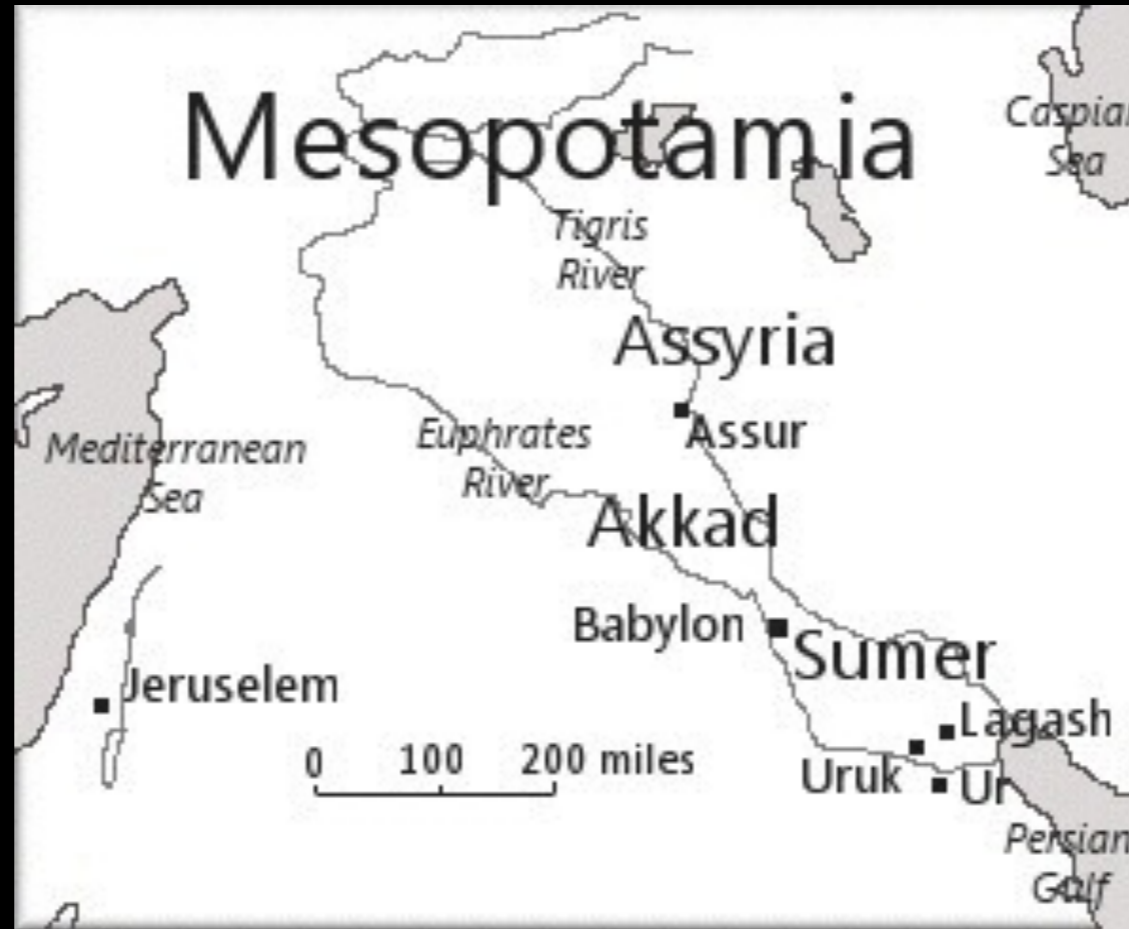 Mesopotamia
Caspian
Sea
Tigris
River
Assyria
Assur
Mediterranean
Sea
Euphrates
River
Akkad
Babylon
Sumer
Jeruselem
Lagash
0 100 200 miles
Uruk
Ur
Persian
Gulf